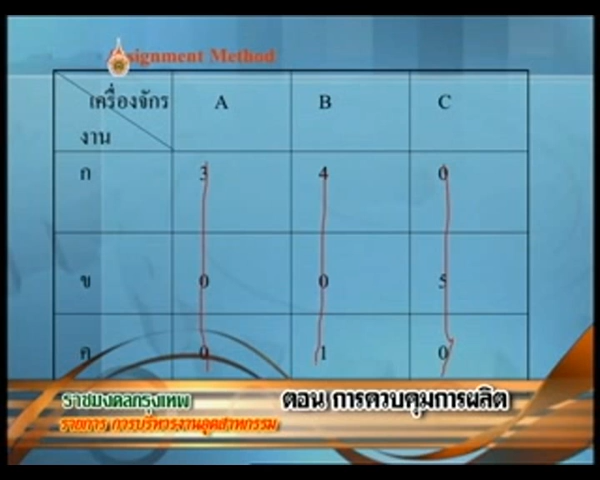 Assignment Method
เครื่องจักร A B C
งาน
ก 3 4 0
ข 0 0 5
ค 0 1 0
ราชมงคลกรุงเทพ ตอน การควบคุมการผลิต
รายการ การบริหารงานอุตสาหกรรม